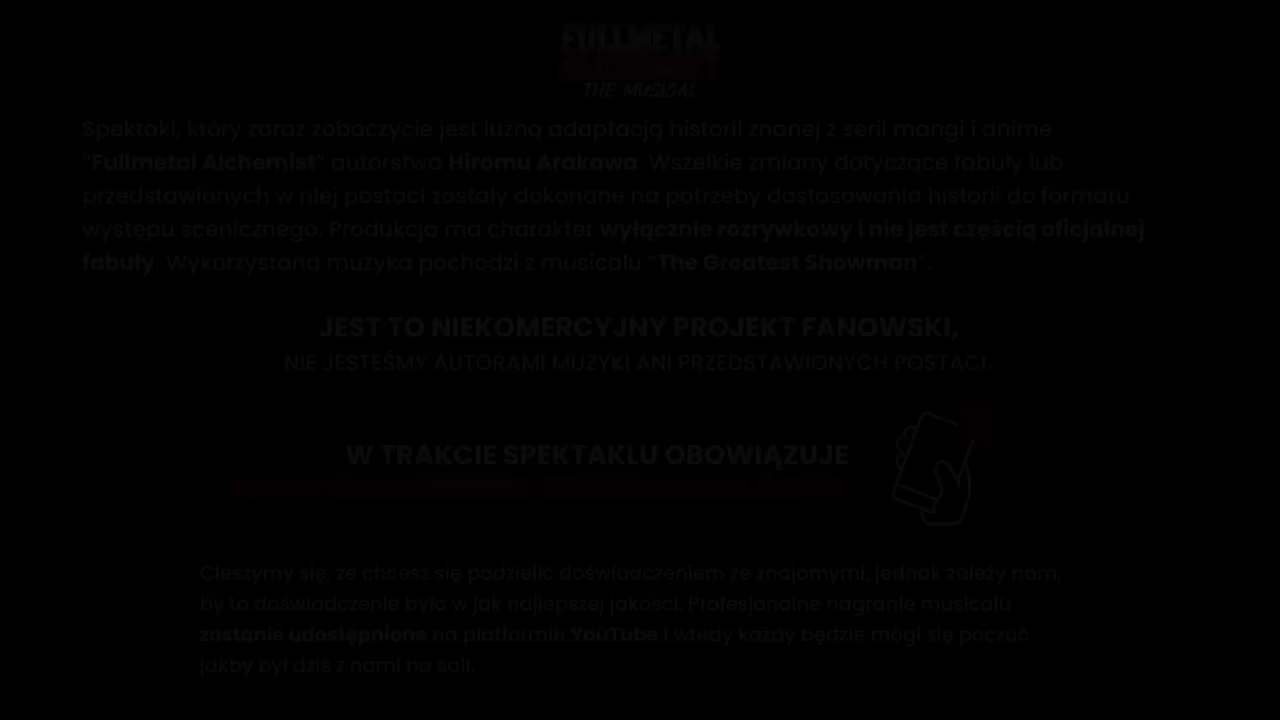 FULLMETAL
ALCHEMIST
THE MUSICAL
Spektakl, który zaraz zobaczycie jest luźną adaptacją historii znanej z serii mangi i anime
"Fullmetal Alchemist" autorstwa Hiromu Arakawa. Wszelkie zmiany dotyczące fabuły lub
przedstawionych w niej postaci zostały dokonane na potrzeby dostosowania historii do formatu
występu scenicznego. Produkcja ma charakter wyłącznie rozrywkowy i nie jest częścią oficjalnej
fabuły. Wykorzystana muzyka pochodzi z musicalu "The Greatest Showman".
JEST TO NIEKOMERCYJNY PROJEKT FANOWSKI,
NIE JESTEŚMY AUTORAMI MUZYKI ANI PRZEDSTAWIONYCH POSTACI.
W TRAKCIE SPEKTAKLU OBOWIĄZUJE
Cieszymy się, że chcesz się podzielić doświadczeniem ze znajomymi, jednak zależy nam,
by to doświadczenie było w jak najlepszej jakości. Profesjonalne nagranie musicalu
zostanie udostępnione na platformie YouTube i wtedy każdy będzie mógł się poczuć
jakby był dziś z nami na sali.